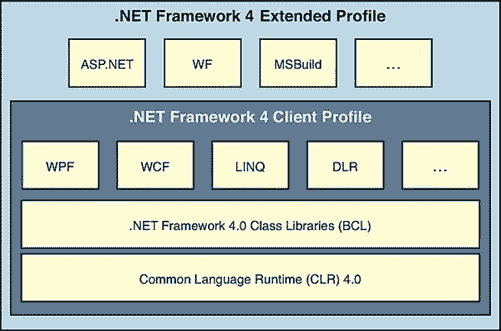 .NET Framework 4 Extended Profile
ASP.NET
WF
MSBuild
...
.NET Framework 4 Client Profile
WPF
WCF
LINQ
DLR
...
.NET Framework 4.0 Class Libraries (BCL)
Common Language Runtime (CLR) 4.0